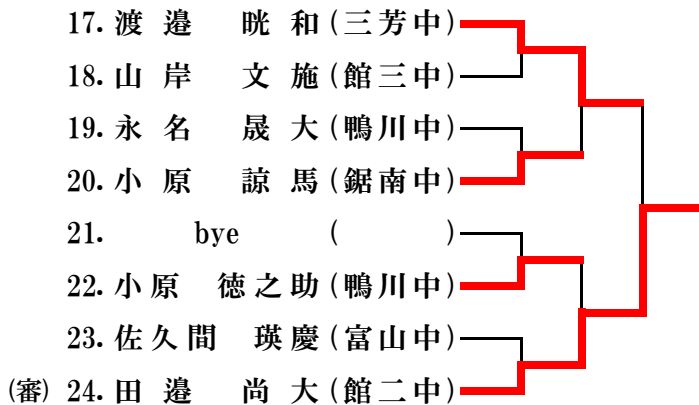 17. 渡邉 晄和 (三芳中)
18. 山岸 文施 (館三中)
19. 永名 晟大 (鴨川中)
20. 小原 諒馬 (鋸南中)
21. bye ( )
22. 小原 徳之助 (鴨川中)
23. 佐久間 瑛慶 (富山中)
(審) 24. 田邉 尚大 (館二中)